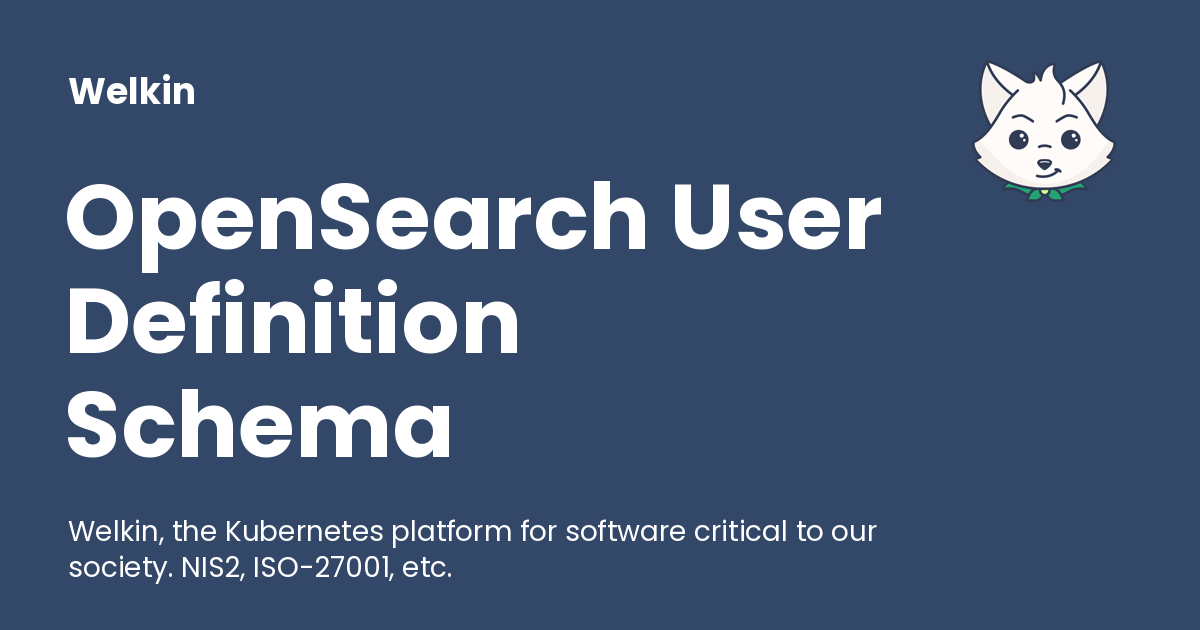 Welkin
OpenSearch User
Definition
Schema
Welkin, the Kubernetes platform for software critical to our
society. NIS2, ISO-27001, etc.